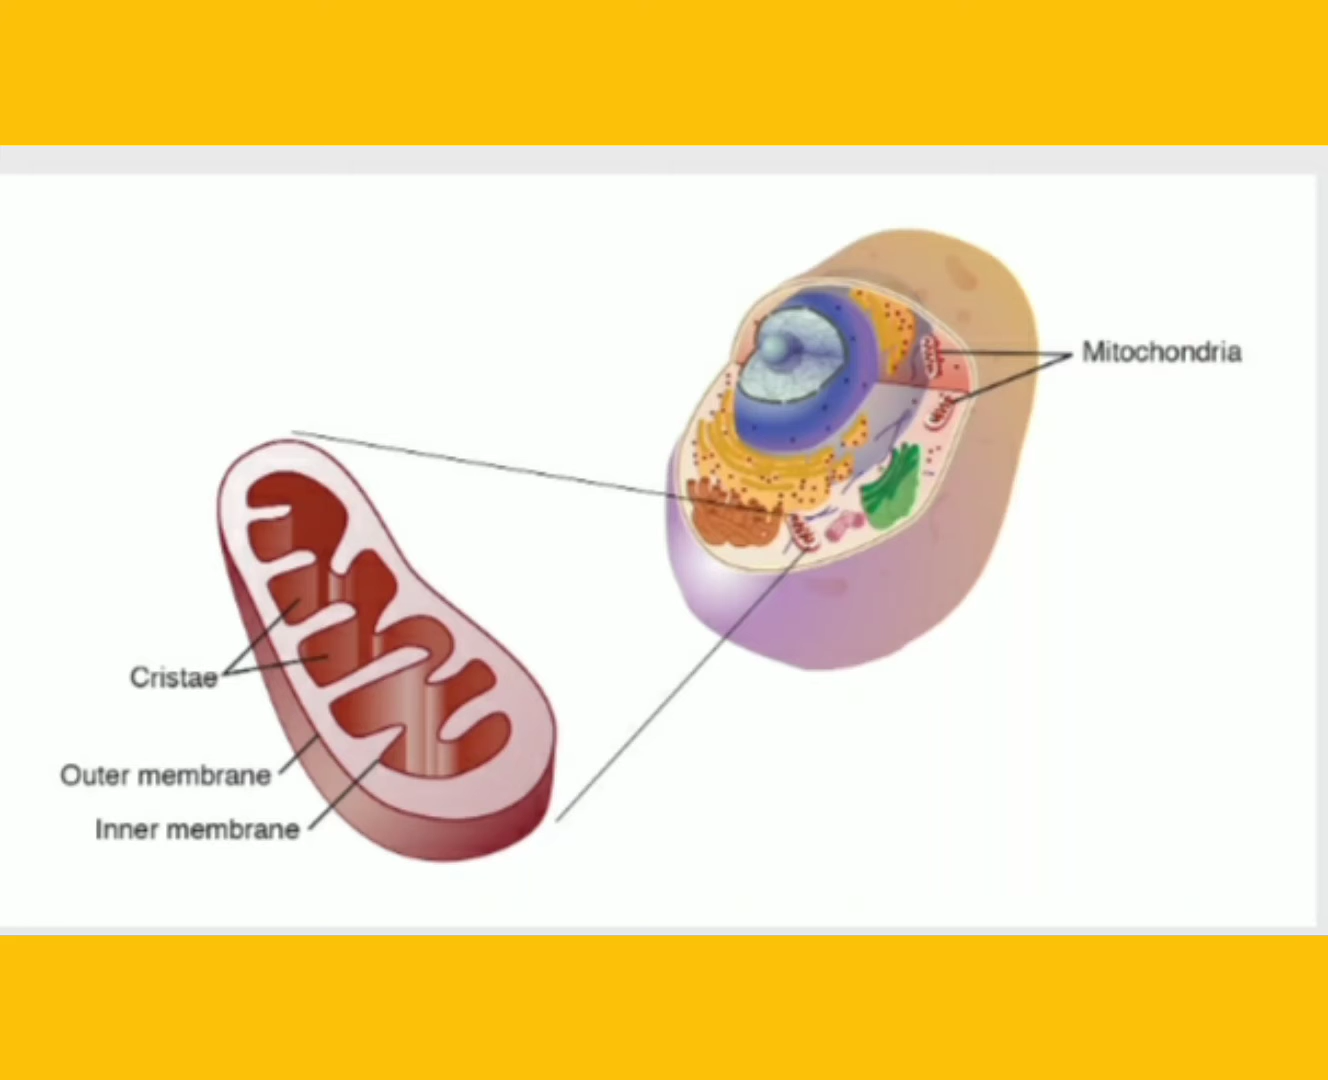 Mitochondria
Cristae
Outer membrane
Inner membrane